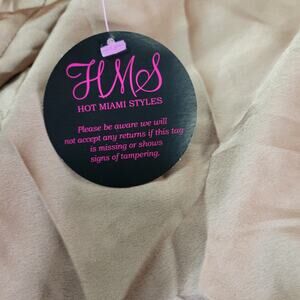 HMS
HOT MIAMI STYLES
Please be aware we will
not accept any returns if this tag
is missing or shows
signs of tampering.